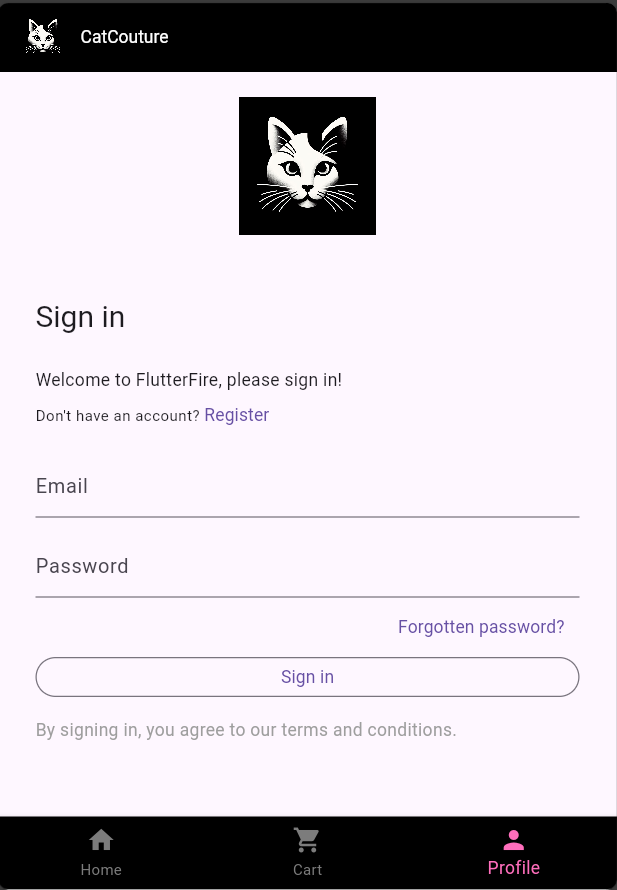 CatCouture
Sign in
Welcome to FlutterFire, please sign in!
Don't have an account? Register
Email
Password
Forgotten password?
Sign in
By signing in, you agree to our terms and conditions.
Home Cart Profile